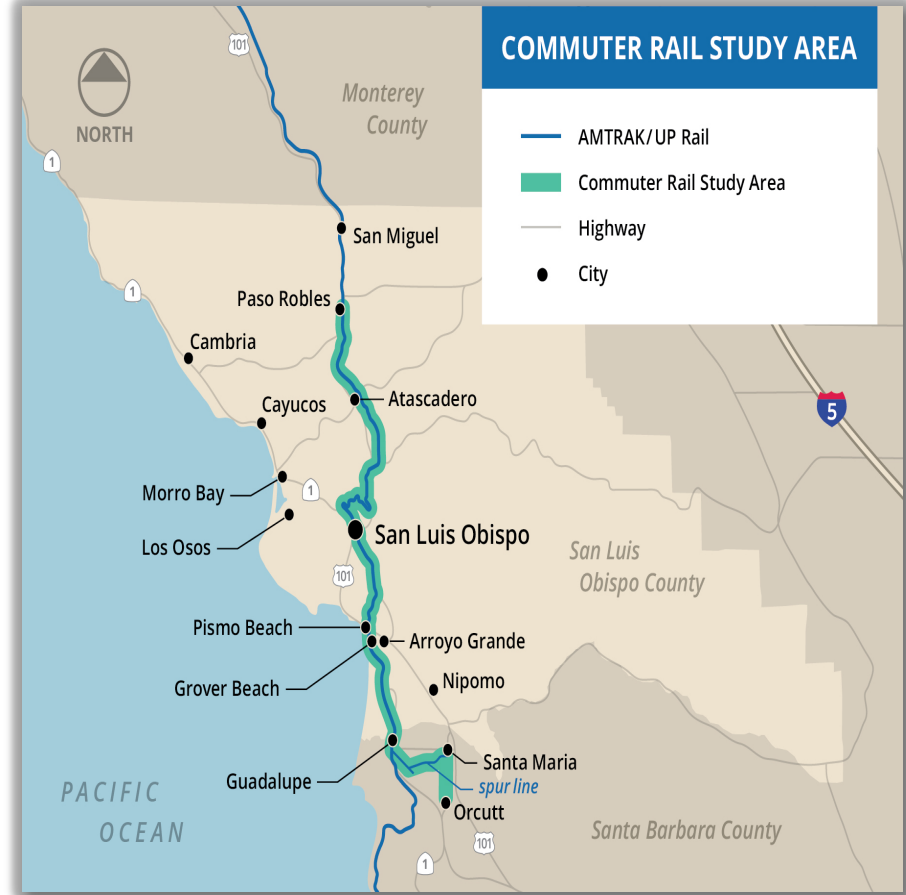 COMMUTER RAIL STUDY AREA
AMTRAK/UP Rail
Commuter Rail Study Area
Highway
City
101
Monterey
County
NORTH
1
San Miguel
1
Paso Robles
Cambria
Atascadero
Cayucos
5
Morro Bay
1
San Luis Obispo
Los Osos
San Luis
Obispo County
101
Pismo Beach
Arroyo Grande
Nipomo
Grover Beach
Santa Maria
Guadalupe
spur line
PACIFIC
OCEAN
Orcutt
Santa Barbara County
101
1